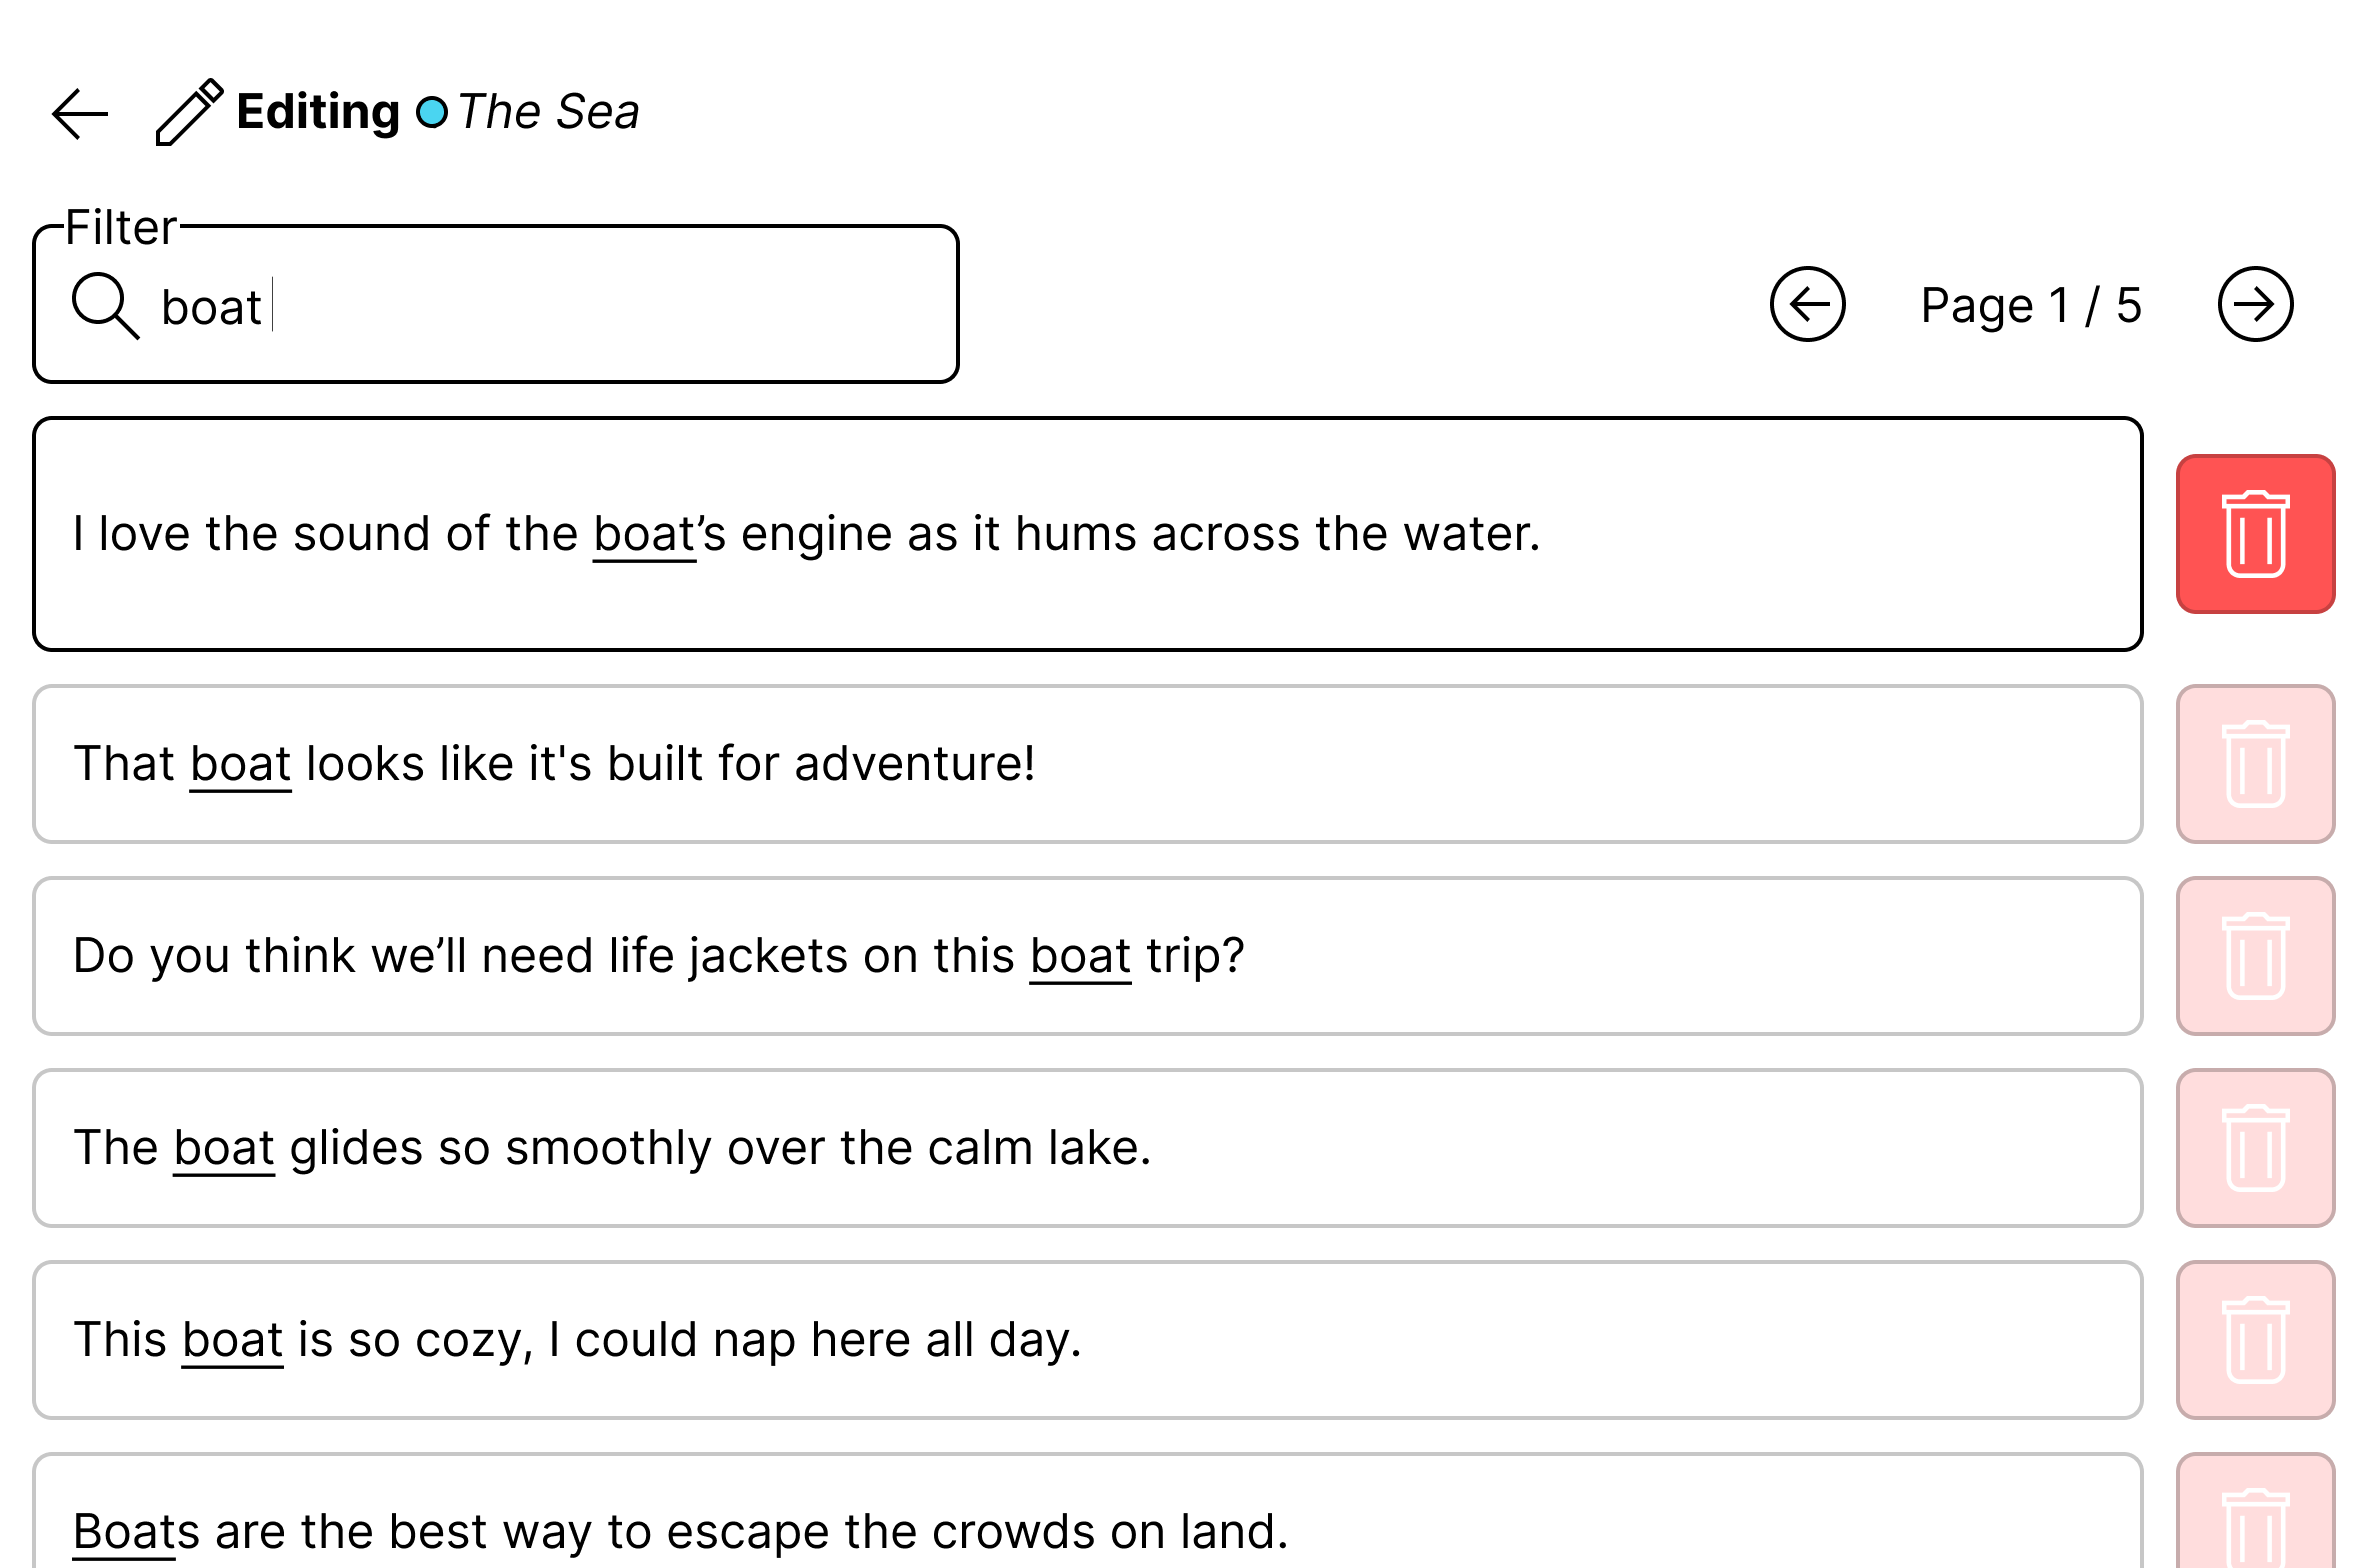 Editing The Sea
Filter
boat
Page 1 / 5
I love the sound of the boat’s engine as it hums across the water.
That boat looks like it's built for adventure!
Do you think we’ll need life jackets on this boat trip?
The boat glides so smoothly over the calm lake.
This boat is so cozy, I could nap here all day.
Boats are the best way to escape the crowds on land.